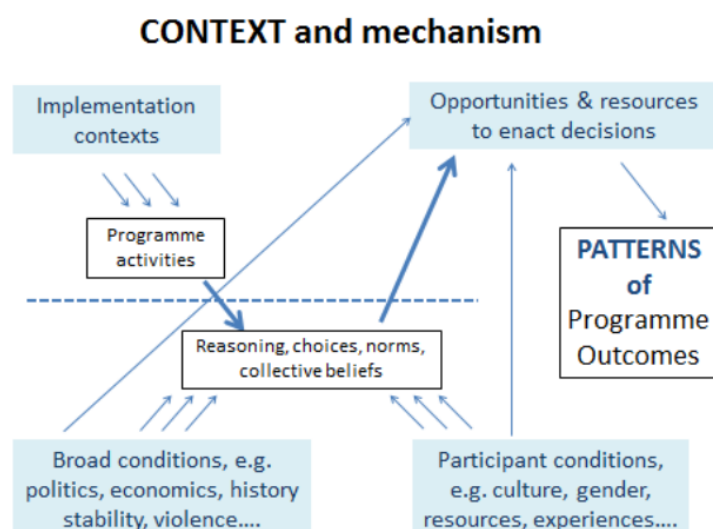 CONTEXT and mechanism
Implementation
contexts
Opportunities & resources
to enact decisions
Programme
activities
PATTERNS
of
Programme
Outcomes
Reasoning, choices, norms,
collective beliefs
Broad conditions, e.g.
politics, economics, history
stability, violence....
Participant conditions,
e.g. culture, gender,
resources, experiences....